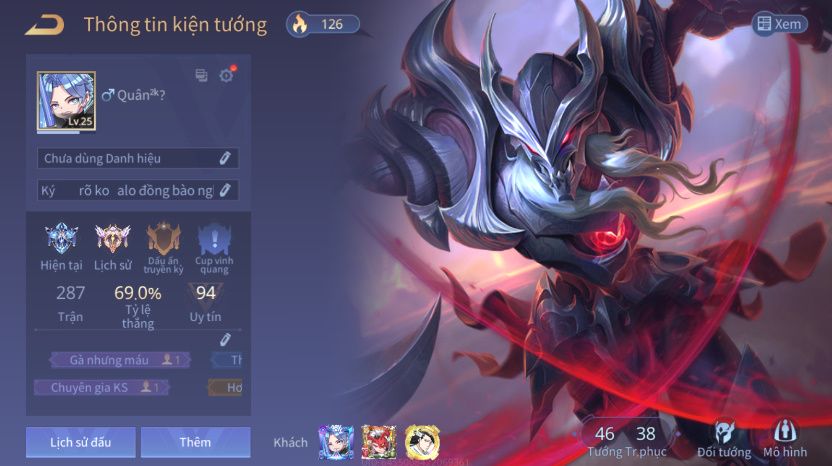 Thông tin kiện tướng
126
Xem
Quân²ᵏ?
Lv.25
Chưa dùng Danh hiệu
Ký rõ ko alo đồng bào ng
Hiện tại
Lịch sử
Dấu ấn truyền kỳ
Cup vinh quang
287
69.0%
94
Trận
Tỷ lệ thắng
Uy tín
Gà nhưng máu 1
Th
Chuyên gia KS 1
Hơ
Lịch sử đấu
Thêm
Khách
46 38
Tướng Tr.phục
Đổi tướng
Mô hình